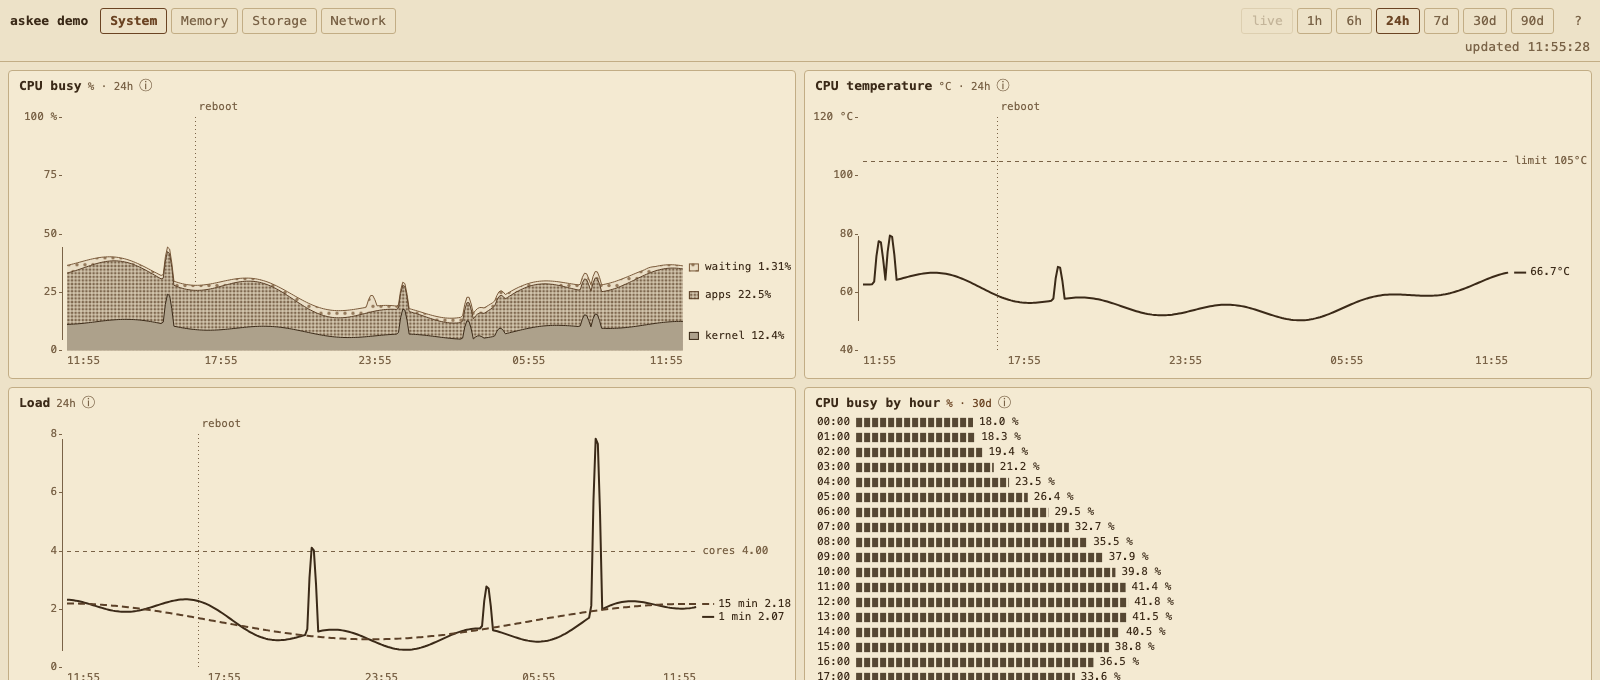 askee demo System Memory Storage Network live 1h 6h 24h 7d 30d 90d ?
updated 11:55:28
CPU busy % · 24h ⓘ
reboot
100 %
75
50
25
0
waiting 1.31%
apps 22.5%
kernel 12.4%
11:55 17:55 23:55 05:55 11:55
CPU temperature °C · 24h ⓘ
reboot
120 °C
limit 105°C
100
80
66.7°C
60
40
11:55 17:55 23:55 05:55 11:55
Load 24h ⓘ
reboot
8
6
4
cores 4.00
2
15 min 2.18
1 min 2.07
0
11:55 17:55 23:55 05:55 11:55
CPU busy by hour % · 30d ⓘ
00:00 18.0 %
01:00 18.3 %
02:00 19.4 %
03:00 21.2 %
04:00 23.5 %
05:00 26.4 %
06:00 29.5 %
07:00 32.7 %
08:00 35.5 %
09:00 37.9 %
10:00 39.8 %
11:00 41.4 %
12:00 41.8 %
13:00 41.5 %
14:00 40.5 %
15:00 38.8 %
16:00 36.5 %
17:00 33.6 %